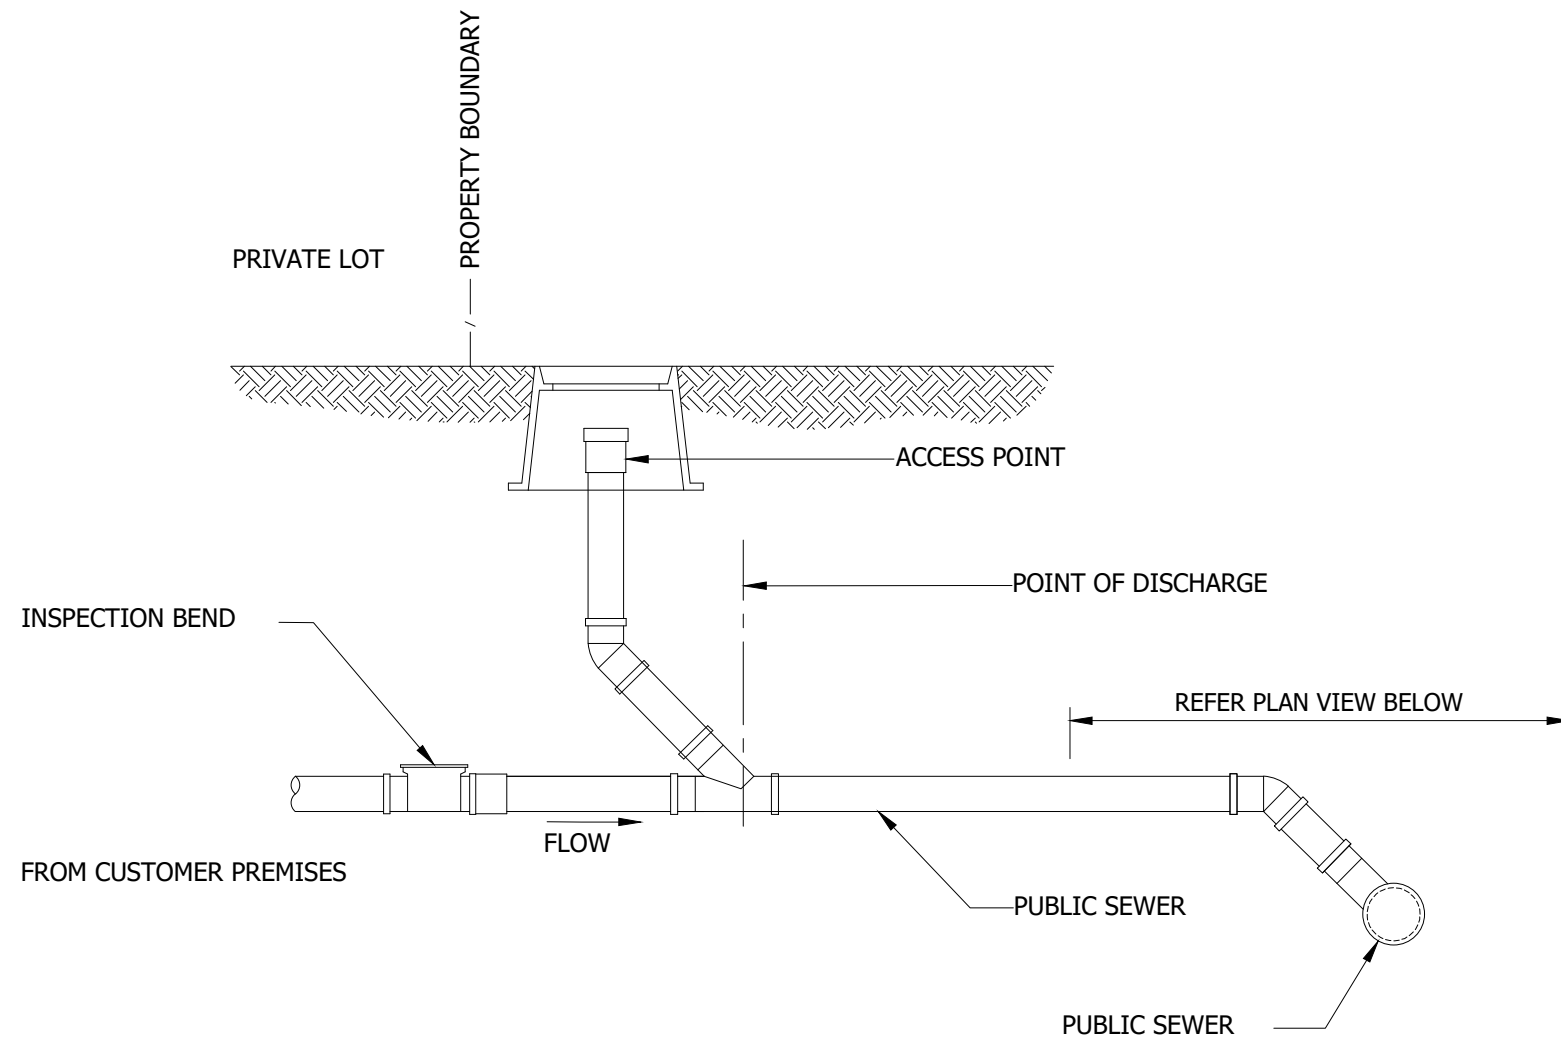 PROPERTY BOUNDARY
PRIVATE LOT
ACCESS POINT
POINT OF DISCHARGE
INSPECTION BEND
REFER PLAN VIEW BELOW
FLOW
FROM CUSTOMER PREMISES
PUBLIC SEWER
PUBLIC SEWER